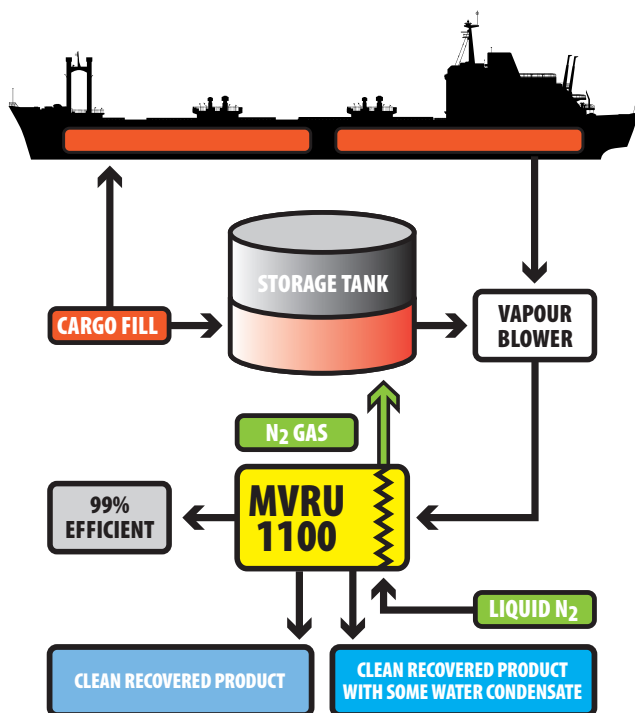 STORAGE TANK
CARGO FILL
VAPOUR
BLOWER
N2 GAS
MVRU
1100
99%
EFFICIENT
LIQUID N2
CLEAN RECOVERED PRODUCT
CLEAN RECOVERED PRODUCT
WITH SOME WATER CONDENSATE